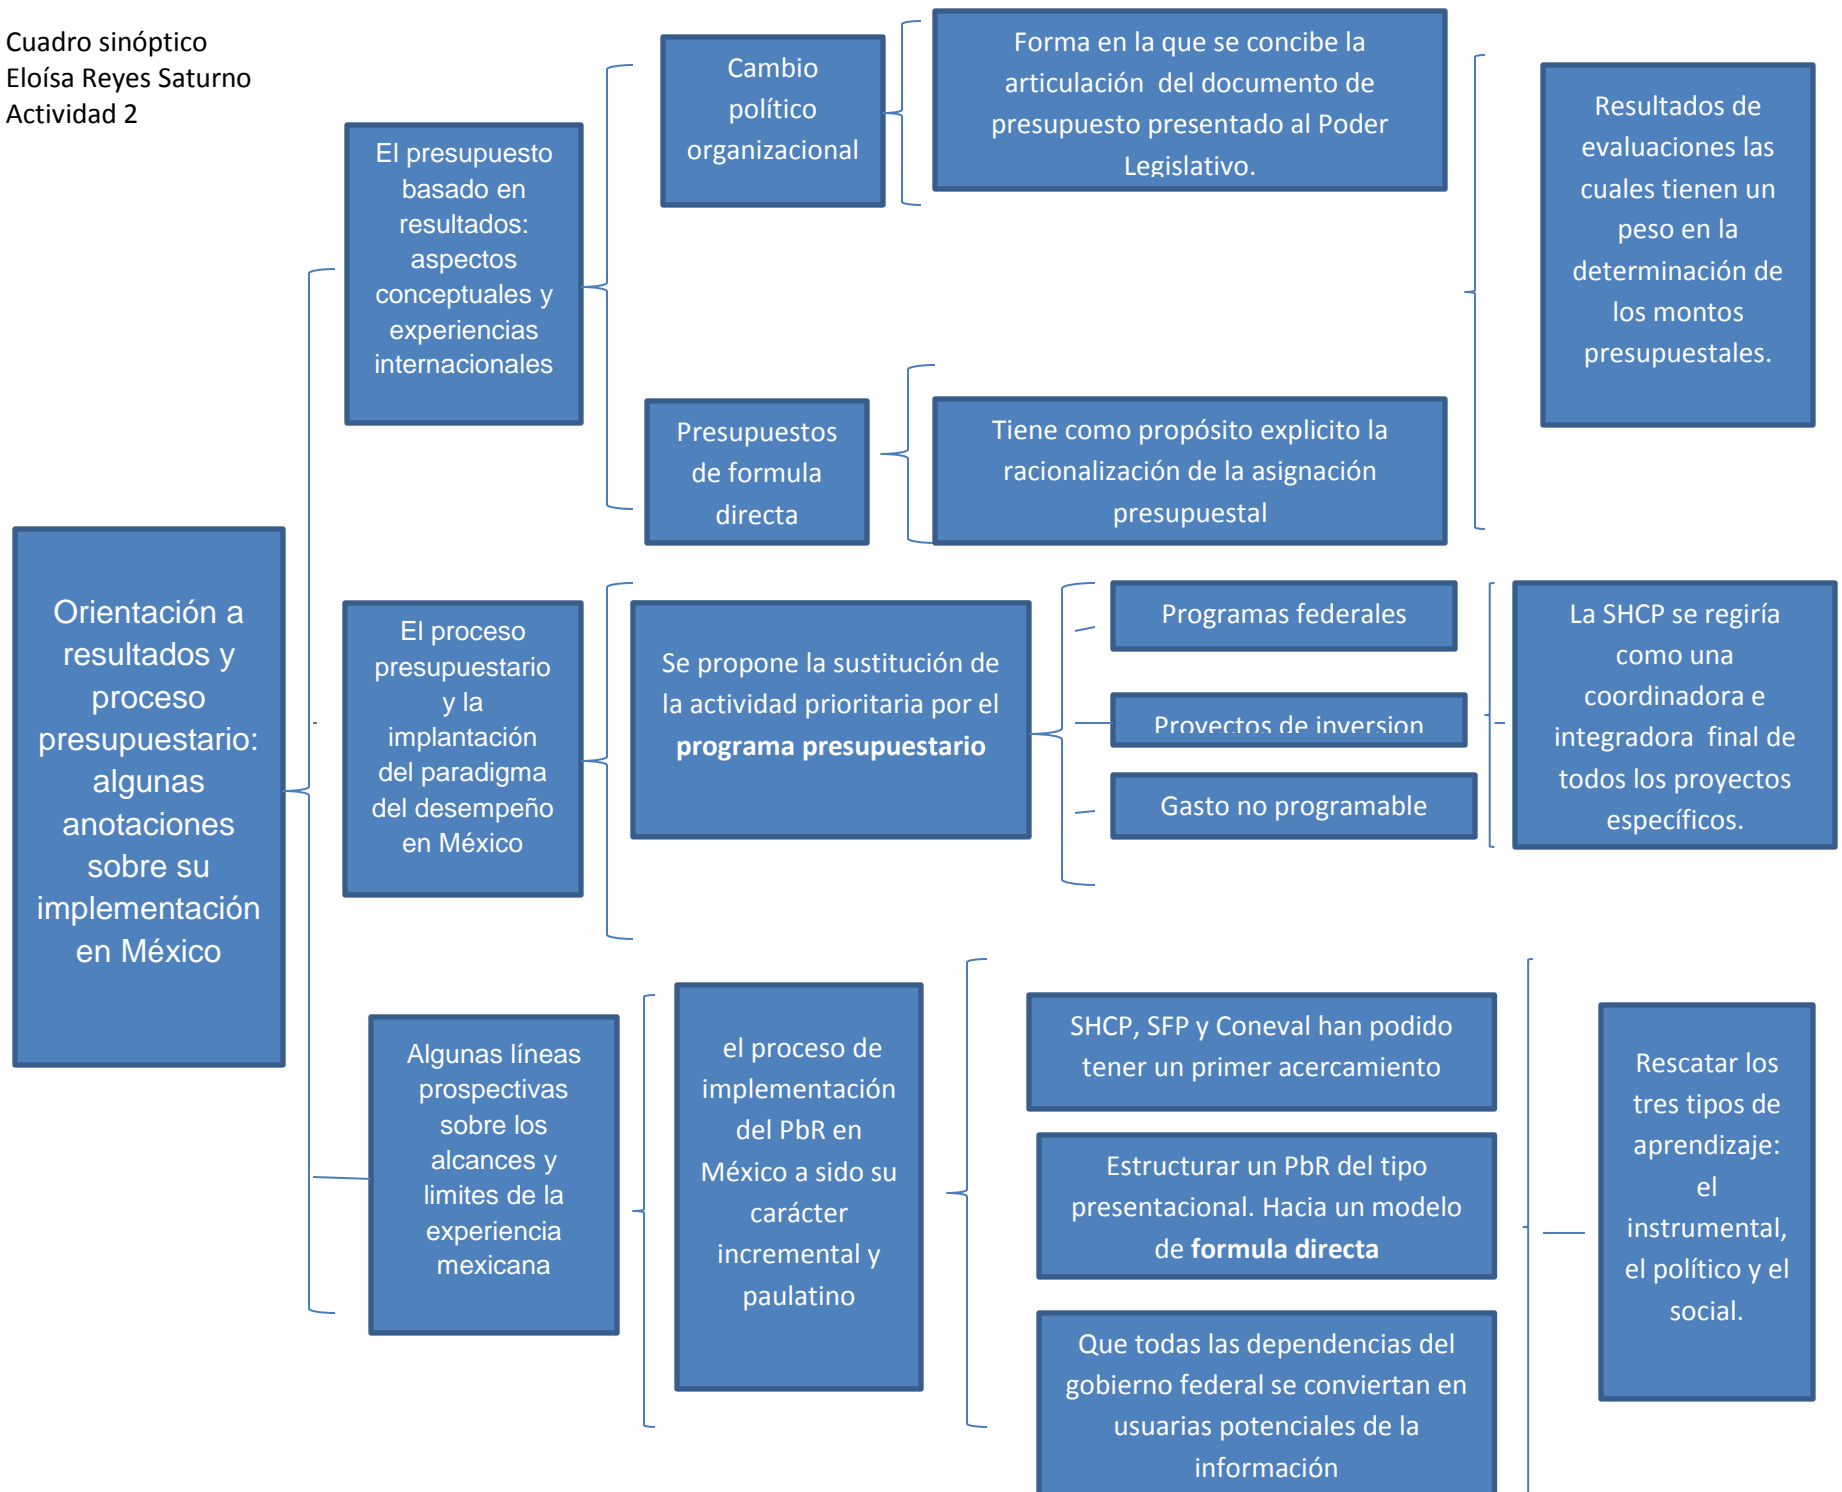 Cuadro sinóptico
Eloísa Reyes Saturno
Actividad 2
Orientación a
resultados y
proceso
presupuestario:
algunas
anotaciones
sobre su
implementación
en México
El presupuesto
basado en
resultados:
aspectos
conceptuales y
experiencias
internacionales
Cambio
político
organizacional
Forma en la que se concibe la
articulación  del documento de
presupuesto presentado al Poder
Legislativo.
Presupuestos
de formula
directa
Tiene como propósito explicito la
racionalización de la asignación
presupuestal
Resultados de
evaluaciones las
cuales tienen un
peso en la
determinación de
los montos
presupuestales.
El proceso
presupuestario
y la
implantación
del paradigma
del desempeño
en México
Se propone la sustitución de
la actividad prioritaria por el
programa presupuestario
Programas federales
Proyectos de inversion
Gasto no programable
La SHCP se regiría
como una
coordinadora e
integradora  final de
todos los proyectos
específicos.
Algunas líneas
prospectivas
sobre los
alcances y
limites de la
experiencia
mexicana
el proceso de
implementación
del PbR en
México a sido su
carácter
incremental y
paulatino
SHCP, SFP y Coneval han podido
tener un primer acercamiento
Estructurar un PbR del tipo
presentacional. Hacia un modelo
de formula directa
Que todas las dependencias del
gobierno federal se conviertan en
usuarias potenciales de la
información
Rescatar los
tres tipos de
aprendizaje:
el
instrumental,
el político y el
social.